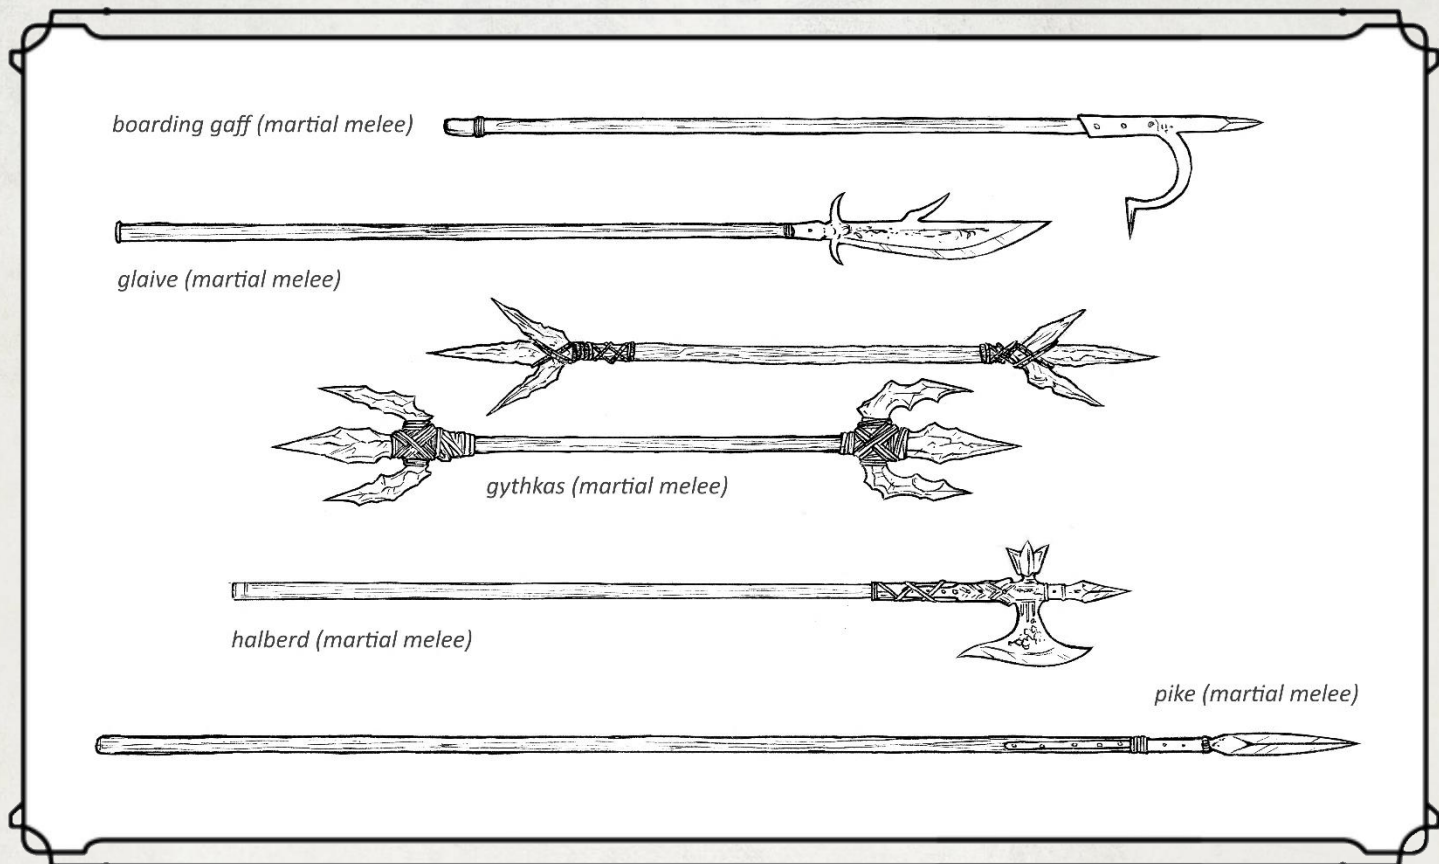 boarding gaff (martial melee)
glaive (martial melee)
gythkas (martial melee)
halberd (martial melee)
pike (martial melee)